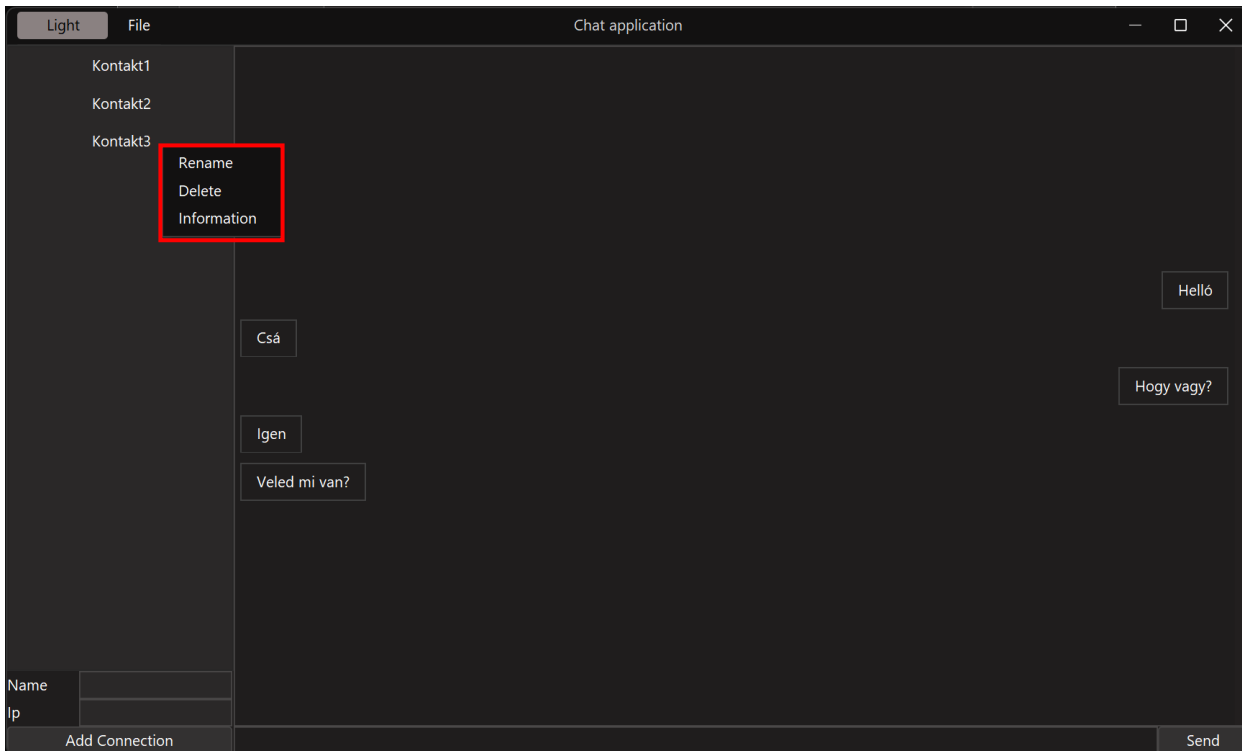 Light File Chat application
Kontakt1
Kontakt2
Kontakt3
Rename
Delete
Information
Helló
Csá
Hogy vagy?
Igen
Veled mi van?
Name
Ip
Add Connection Send